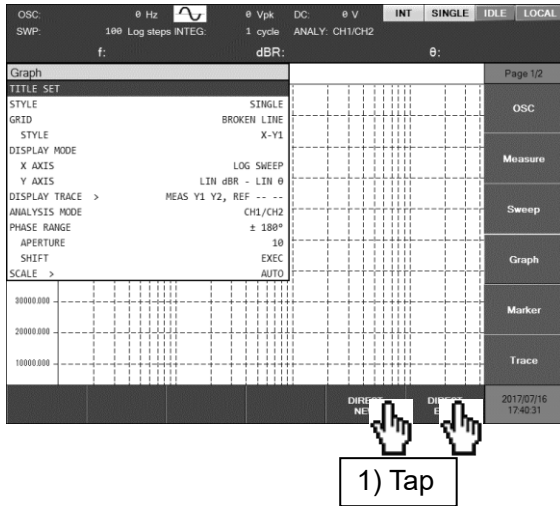 OSC: 0 Hz 0 Vpk DC: 0 V INT SINGLE IDLE LOCAL
SWP: 100 Log steps INTEG: 1 cycle ANALY: CH1/CH2
f: dBR: θ:
Graph Page 1/2
TITLE SET
STYLE SINGLE
GRID BROKEN LINE
STYLE X-Y1
DISPLAY MODE
X AXIS LOG SWEEP
Y AXIS LIN dBR - LIN θ
DISPLAY TRACE > MEAS Y1 Y2, REF -- --
ANALYSIS MODE CH1/CH2
PHASE RANGE ± 180°
APERTURE 10
SHIFT EXEC
SCALE > AUTO
OSC
Measure
Sweep
Graph
Marker
Trace
30000.000
20000.000
10000.000
2017/07/16
17:40:31
1) Tap